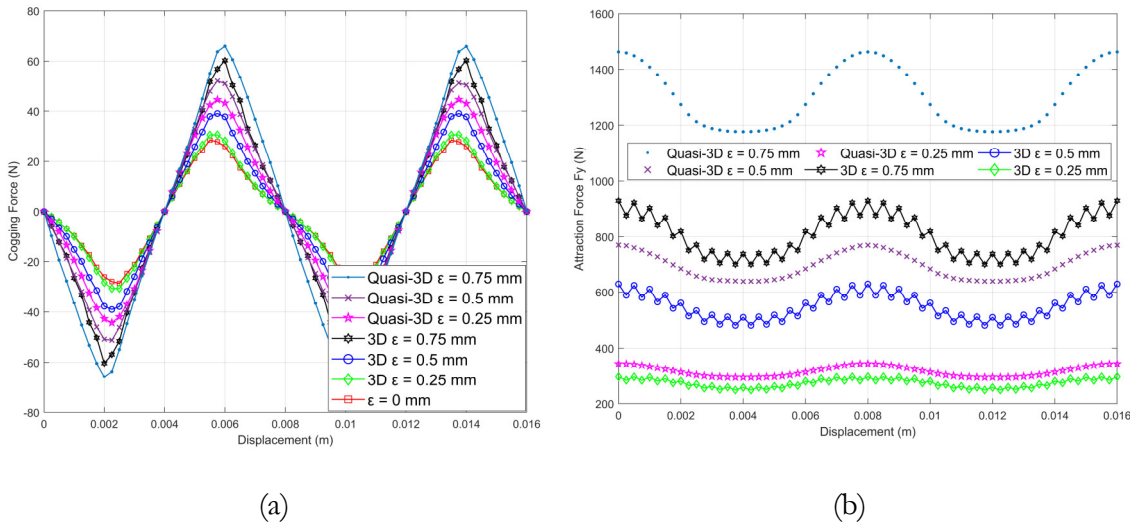 80
60
40
20
0
-20
-40
-60
-80
Cogging Force (N)
Quasi-3D ε = 0.75 mm
Quasi-3D ε = 0.5 mm
Quasi-3D ε = 0.25 mm
3D ε = 0.75 mm
3D ε = 0.5 mm
3D ε = 0.25 mm
ε = 0 mm
0 0.002 0.004 0.006 0.008 0.01 0.012 0.014 0.016
Displacement (m)
(a)
1600
1400
1200
1000
800
600
400
200
Attraction Force Fy (N)
Quasi-3D ε = 0.75 mm Quasi-3D ε = 0.25 mm 3D ε = 0.5 mm
Quasi-3D ε = 0.5 mm 3D ε = 0.75 mm 3D ε = 0.25 mm
0 0.002 0.004 0.006 0.008 0.01 0.012 0.014 0.016
Displacement (m)
(b)